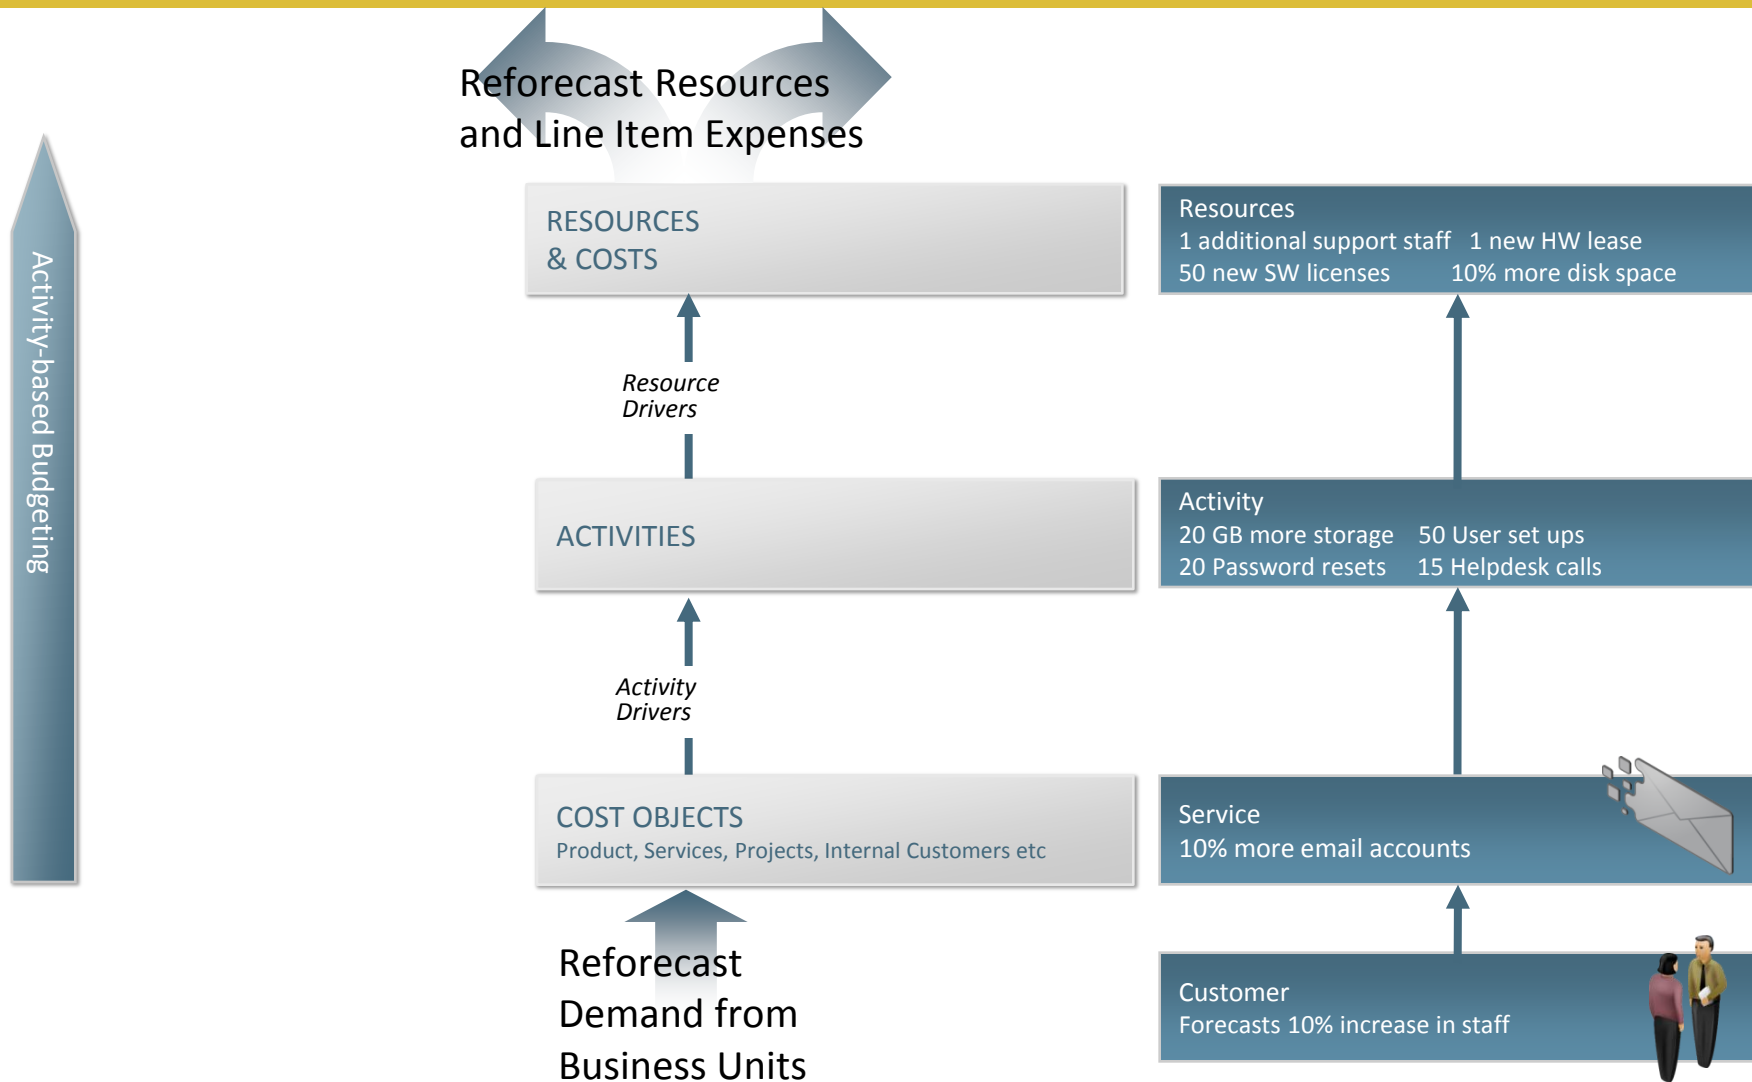 Reforecast Resources
and Line Item Expenses
Activity-based Budgeting
RESOURCES
& COSTS
Resources
1 additional support staff 1 new HW lease
50 new SW licenses 10% more disk space
Resource
Drivers
ACTIVITIES
Activity
20 GB more storage 50 User set ups
20 Password resets 15 Helpdesk calls
Activity
Drivers
COST OBJECTS
Product, Services, Projects, Internal Customers etc
Service
10% more email accounts
Reforecast
Demand from
Business Units
Customer
Forecasts 10% increase in staff